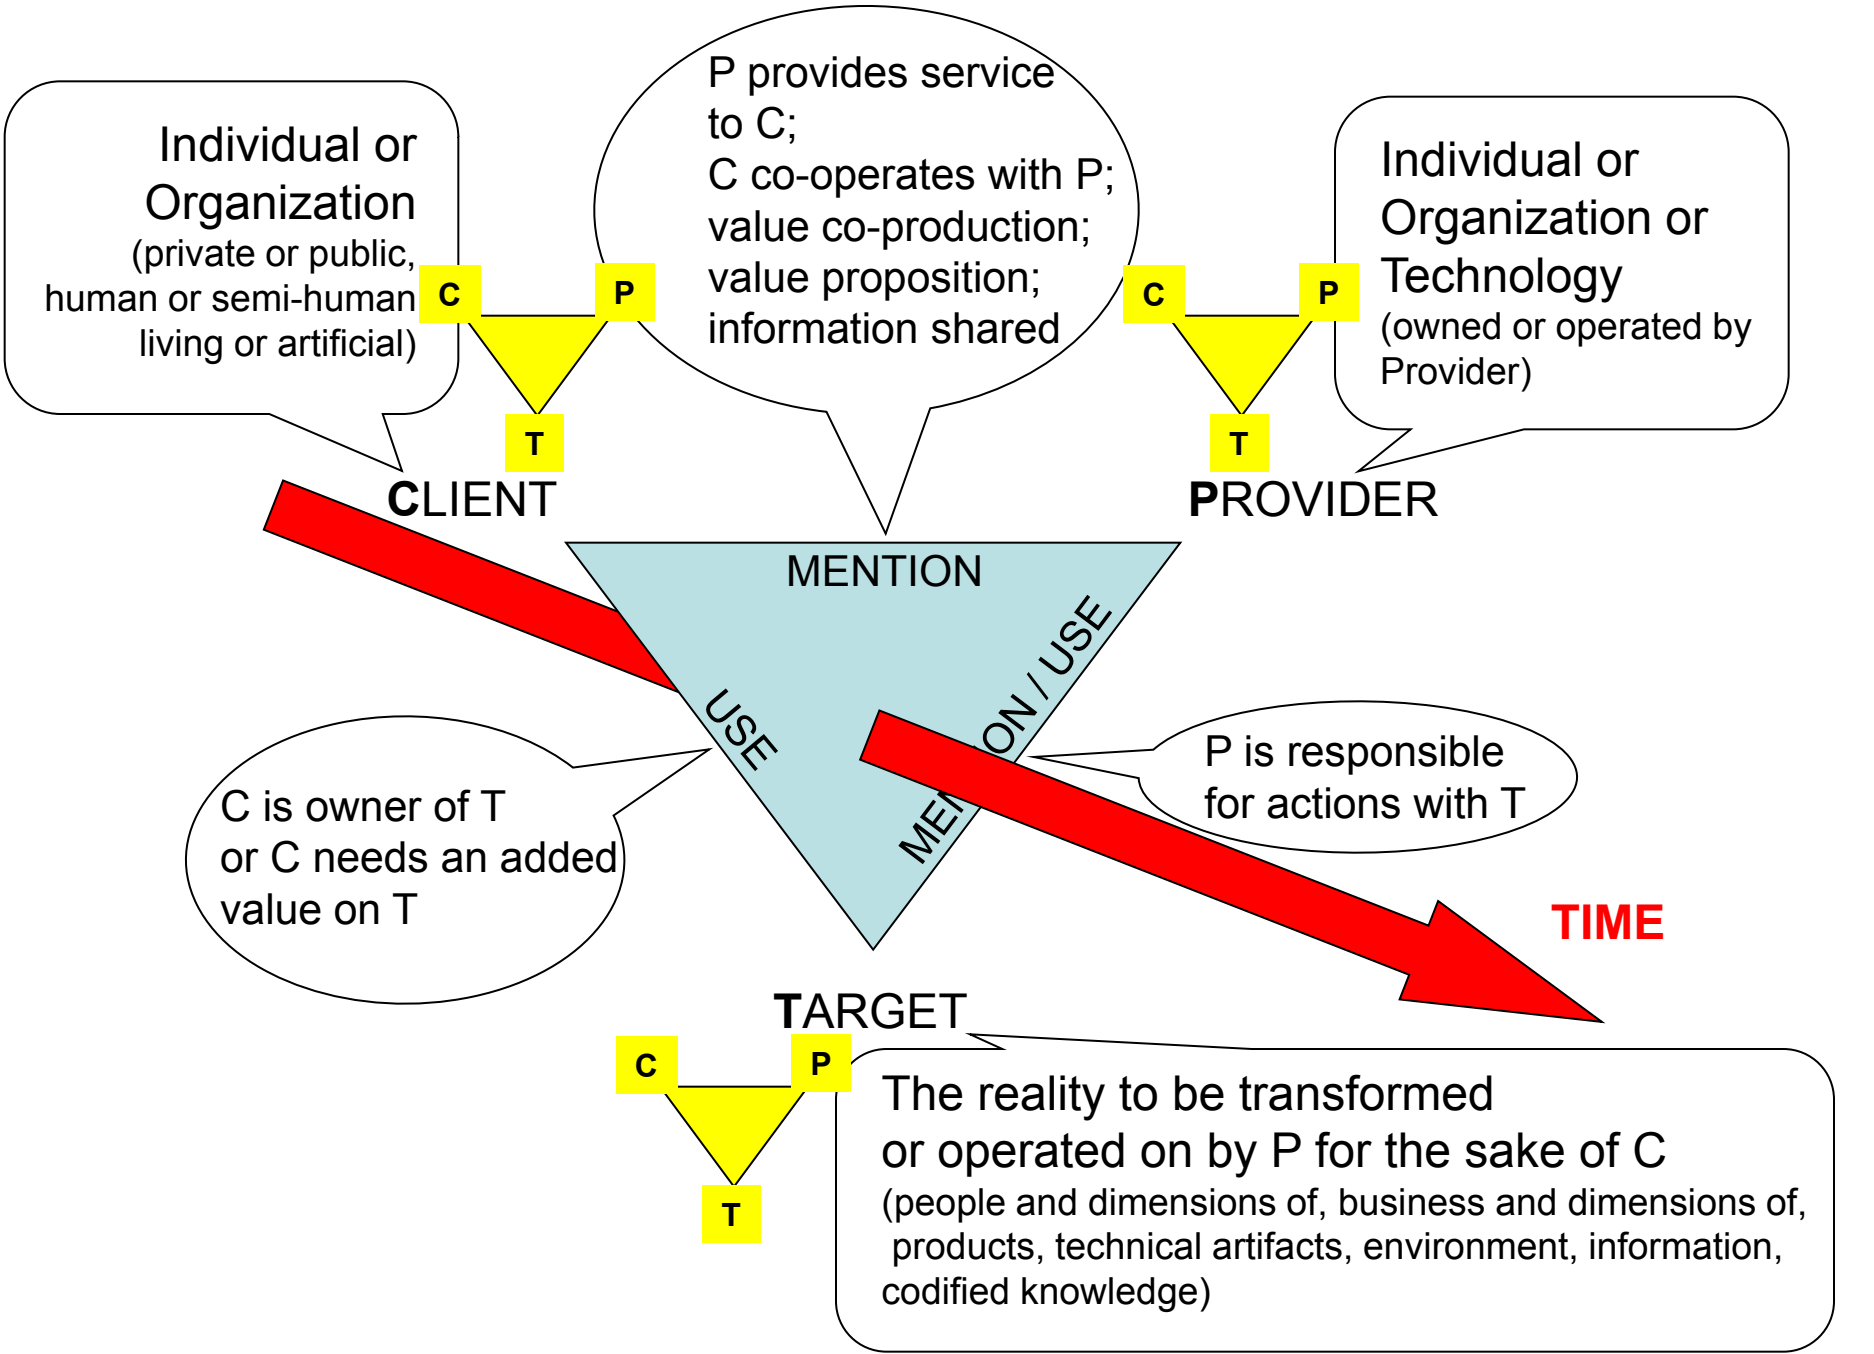 Individual or
Organization
(private or public,
human or semi-human
living or artificial)
P provides service
to C;
C co-operates with P;
value co-production;
value proposition;
information shared
Individual or
Organization or
Technology
(owned or operated by
Provider)
C
P
T
C
P
T
CLIENT
PROVIDER
MENTION
USE
MENTION / USE
C is owner of T
or C needs an added
value on T
P is responsible
for actions with T
TIME
TARGET
C
P
T
The reality to be transformed
or operated on by P for the sake of C
(people and dimensions of, business and dimensions of,
products, technical artifacts, environment, information,
codified knowledge)